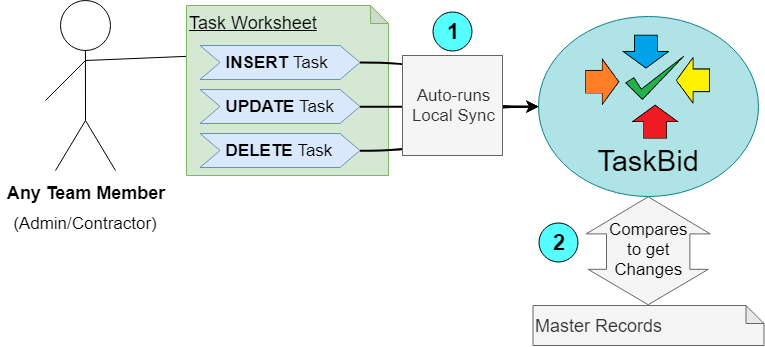 Task Worksheet
INSERT Task
UPDATE Task
DELETE Task
1
Auto-runs
Local Sync
TaskBid
Any Team Member
(Admin/Contractor)
2
Compares
to get
Changes
Master Records